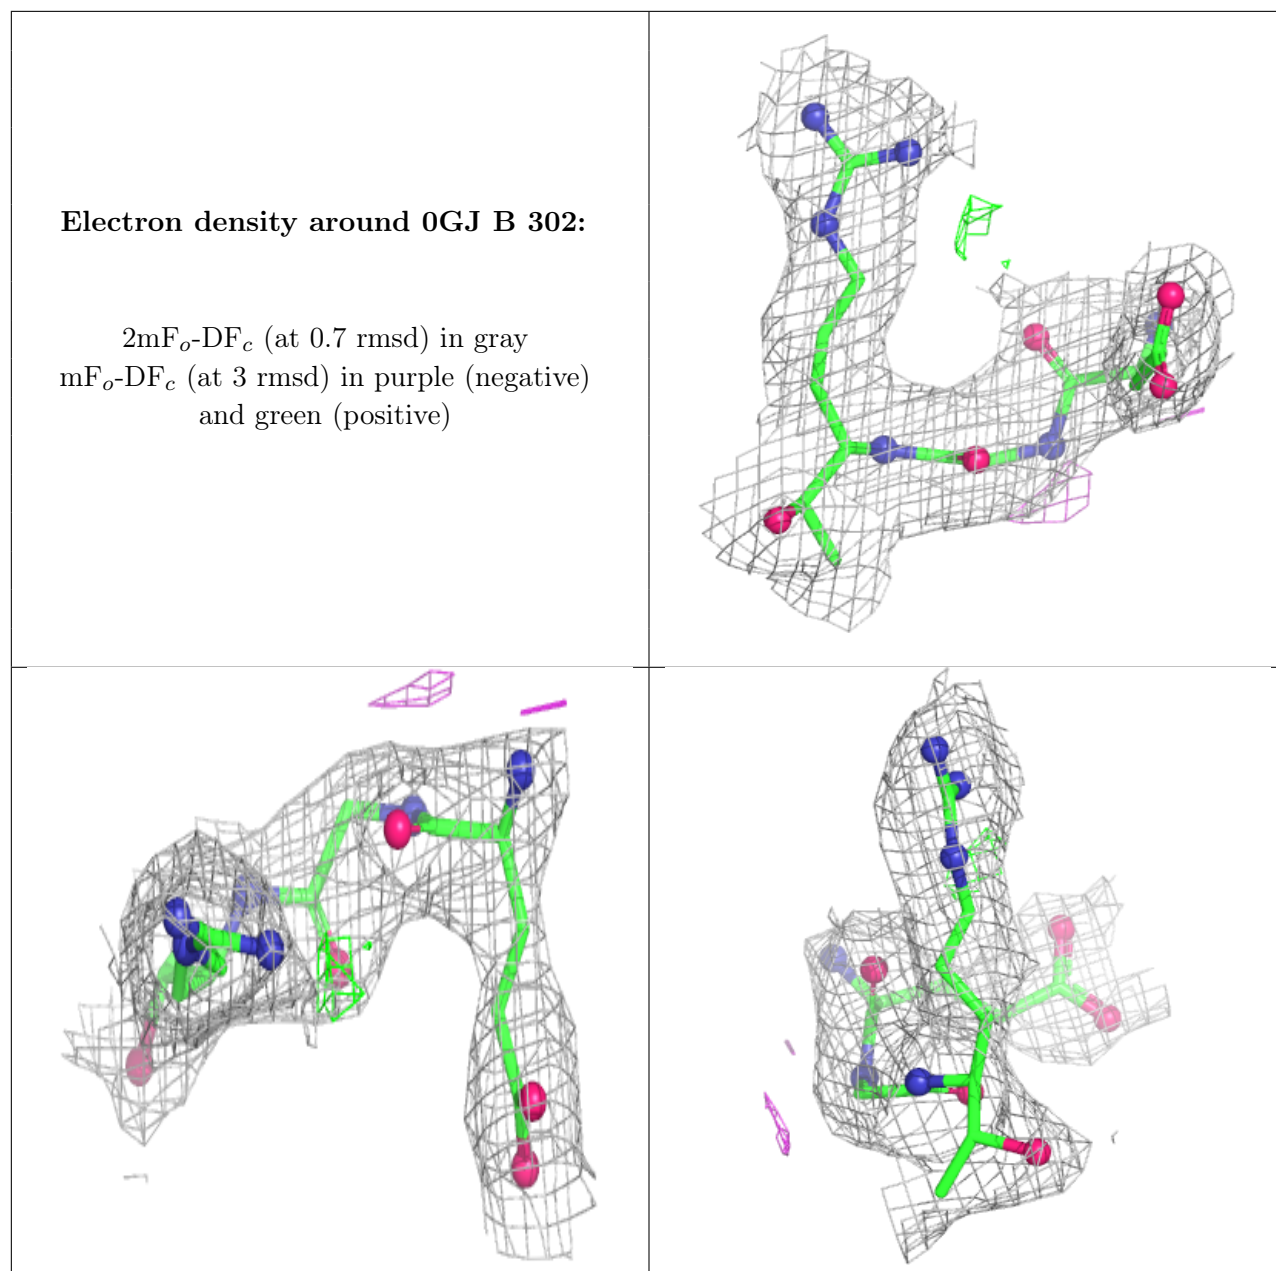 Electron density around 0GJ B 302:
2mFo-DFc (at 0.7 rmsd) in gray
mFo-DFc (at 3 rmsd) in purple (negative)
and green (positive)